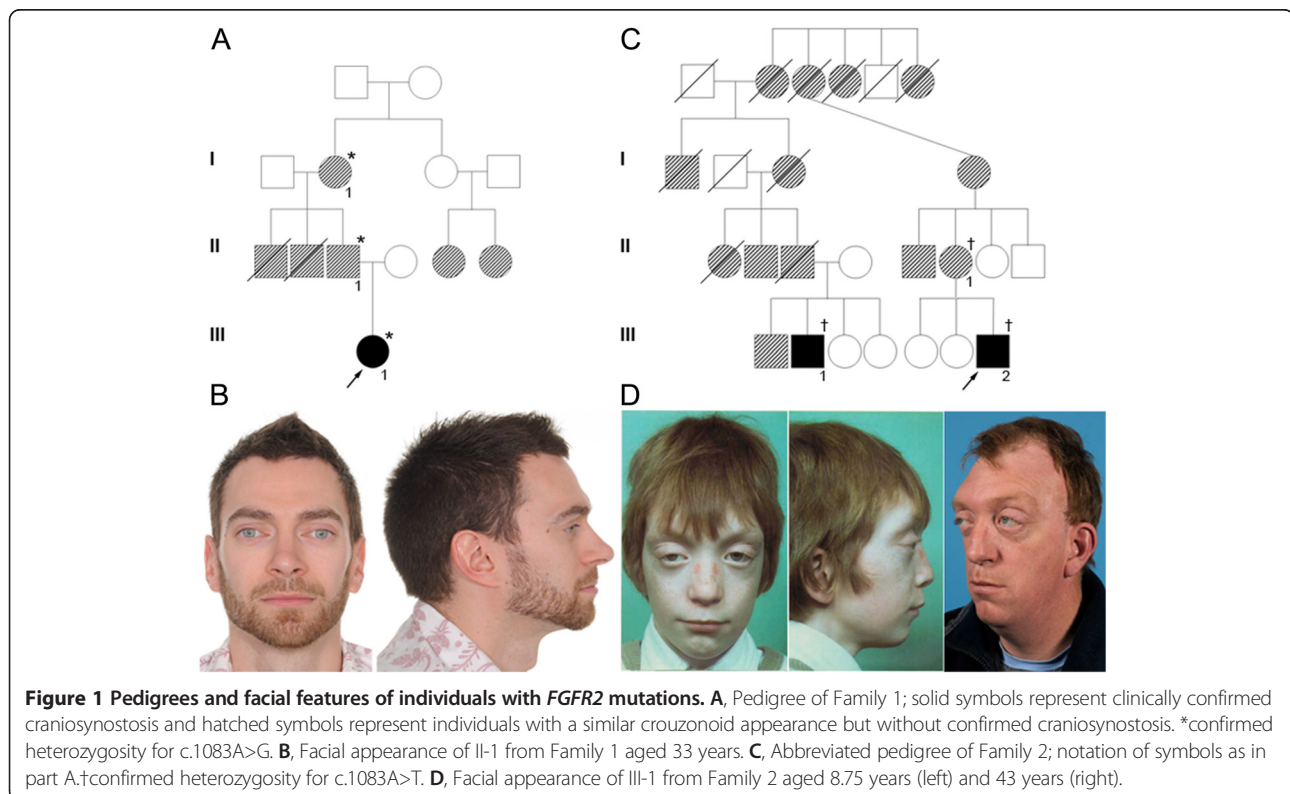 A
C
*
I
I
1
*
†
II
II
1
1
*
†
†
III
III
1
1
2
B
D
Figure 1 Pedigrees and facial features of individuals with FGFR2 mutations. A, Pedigree of Family 1; solid symbols represent clinically confirmed
craniosynostosis and hatched symbols represent individuals with a similar crouzonoid appearance but without confirmed craniosynostosis. *confirmed
heterozygosity for c.1083A>G. B, Facial appearance of II-1 from Family 1 aged 33 years. C, Abbreviated pedigree of Family 2; notation of symbols as in
part A.†confirmed heterozygosity for c.1083A>T. D, Facial appearance of III-1 from Family 2 aged 8.75 years (left) and 43 years (right).